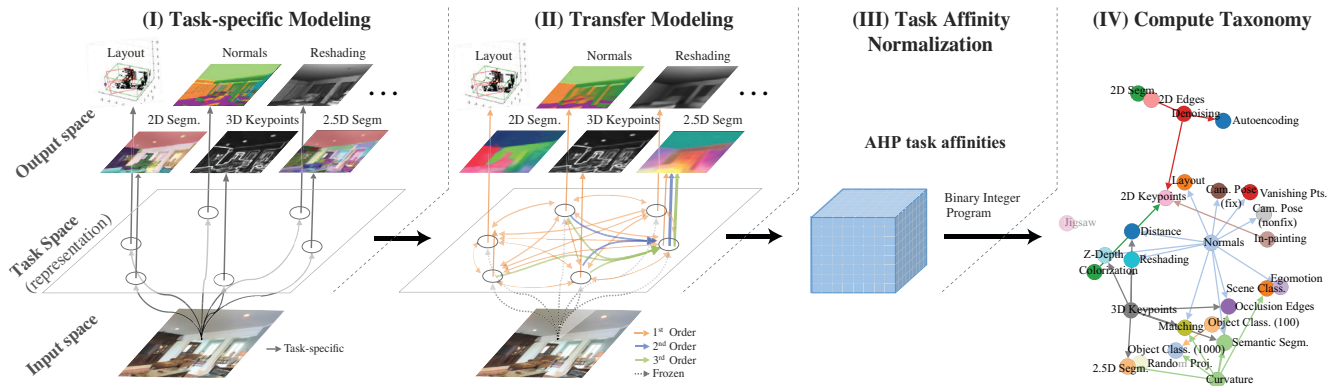 (I) Task-specific Modeling
(II) Transfer Modeling
(III) Task Affinity
Normalization
(IV) Compute Taxonomy
Output space
Task Space
(representation)
Input space
Layout
Normals
Reshading
...
2D Segm.
3D Keypoints
2.5D Segm
Task-specific
Layout
Normals
Reshading
...
2D Segm.
3D Keypoints
2.5D Segm
1st Order
2nd Order
3rd Order
Frozen
AHP task affinities
Binary Integer
Program
2D Segm.
2D Edges
Denoising
Autoencoding
Layout
2D Keypoints
Cam. Pose
(fix)
Vanishing Pts.
Cam. Pose
(nonfix)
Jigsaw
Distance
Normals
In-painting
Z-Depth
Reshading
Colorization
Egomotion
Scene Class.
3D Keypoints
Occlusion Edges
Matching
Object Class. (100)
Semantic Segm.
Object Class. (1000)
2.5D Segm.
Random Proj.
Curvature